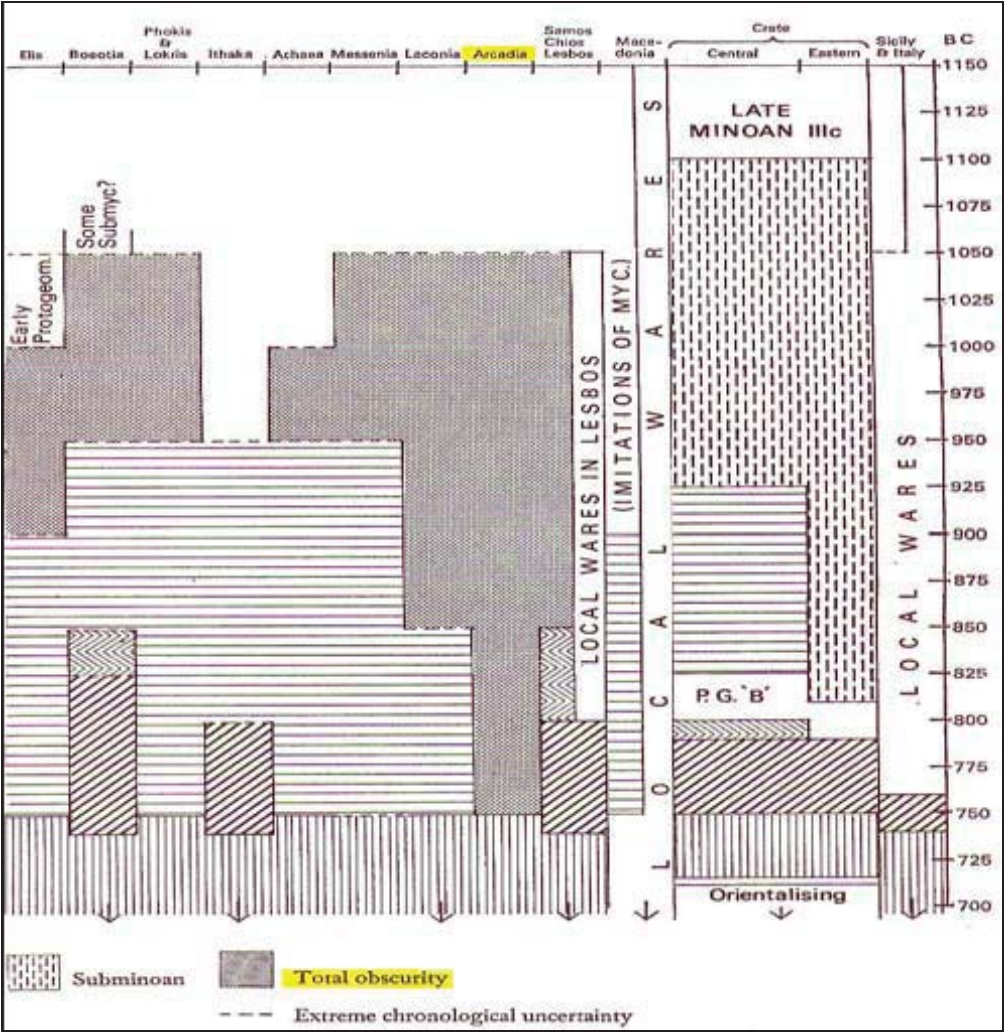 Elis Boeotia Phokis & Lokris Ithaka Achaea Messenia Laconia Arcadia Samos Chios Lesbos Mace-donia Crete Central Eastern Sicily & Italy BC
1150
LATE
MINOAN IIIc
1125
1100
1075
Some
Submyc?
1050
Early
Protogeom.
1025
1000
975
950
925
900
875
850
825
P.G. 'B'
800
775
750
725
Orientalising
700
LOCAL WARES IN LESBOS
(IMITATIONS OF MYC.)
LOCAL WARES
LOCAL WARES
Subminoan
Total obscurity
Extreme chronological uncertainty